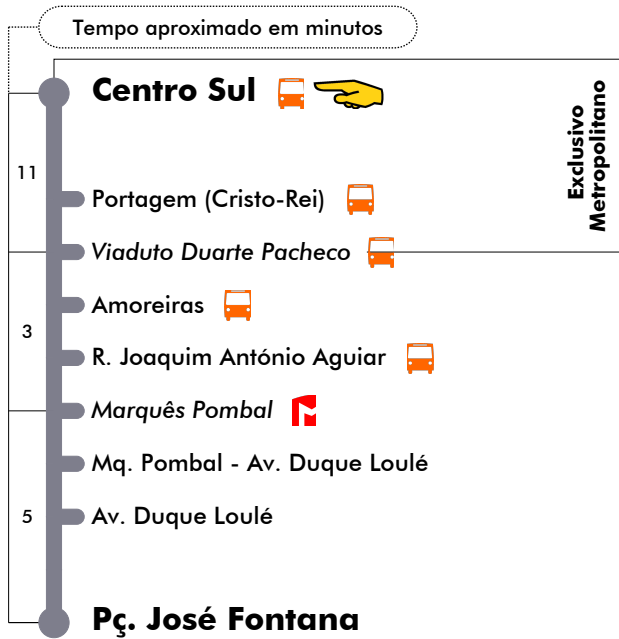 Tempo aproximado em minutos
Centro Sul
Exclusivo
Metropolitano
11
Portagem (Cristo-Rei)
Viaduto Duarte Pacheco
Amoreiras
3
R. Joaquim António Aguiar
Marquês Pombal
Mq. Pombal - Av. Duque Loulé
5
Av. Duque Loulé
Pç. José Fontana